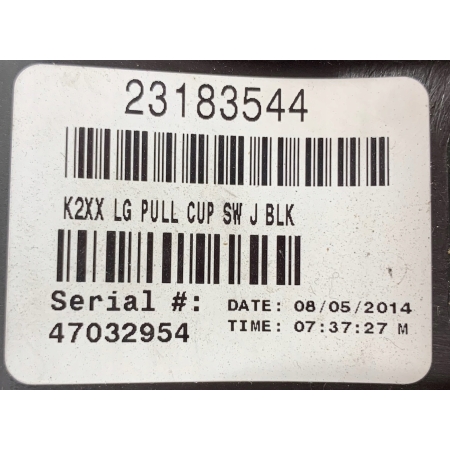 23183544
K2XX LG PULL CUP SW J BLK
Serial #: DATE: 08/05/2014
47032954 TIME: 07:37:27 M